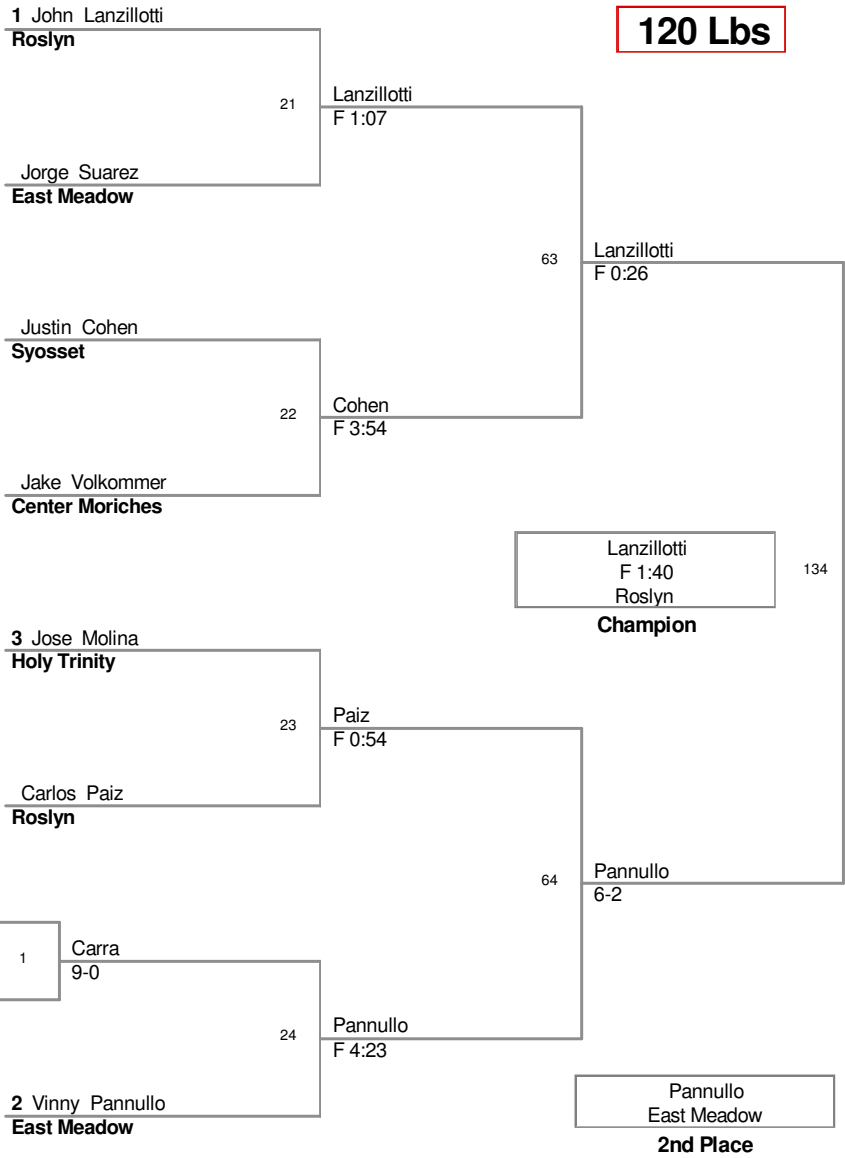 1 John Lanzillotti
Roslyn
120 Lbs
21
Lanzillotti
F 1:07
Jorge Suarez
East Meadow
63
Lanzillotti
F 0:26
Justin Cohen
Syosset
22
Cohen
F 3:54
Jake Volkommer
Center Moriches
Lanzillotti
F 1:40
Roslyn
Champion
134
3 Jose Molina
Holy Trinity
23
Paiz
F 0:54
Carlos Paiz
Roslyn
64
Pannullo
6-2
1
Carra
9-0
24
Pannullo
F 4:23
2 Vinny Pannullo
East Meadow
Pannullo
East Meadow
2nd Place